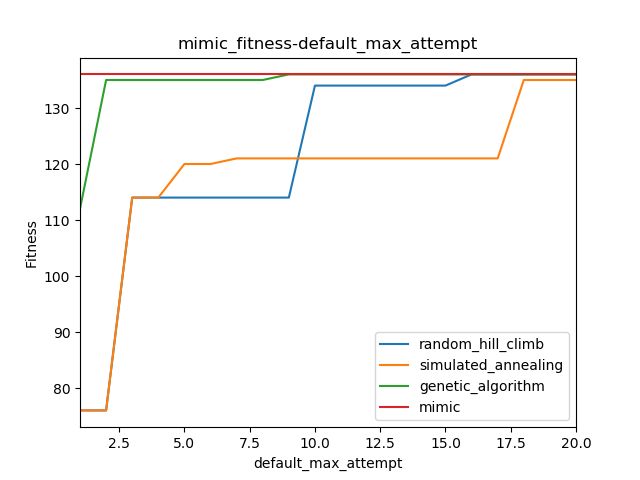 mimic_fitness-default_max_attempt
Fitness
130
120
110
100
90
80
random_hill_climb
simulated_annealing
genetic_algorithm
mimic
2.5 5.0 7.5 10.0 12.5 15.0 17.5 20.0
default_max_attempt